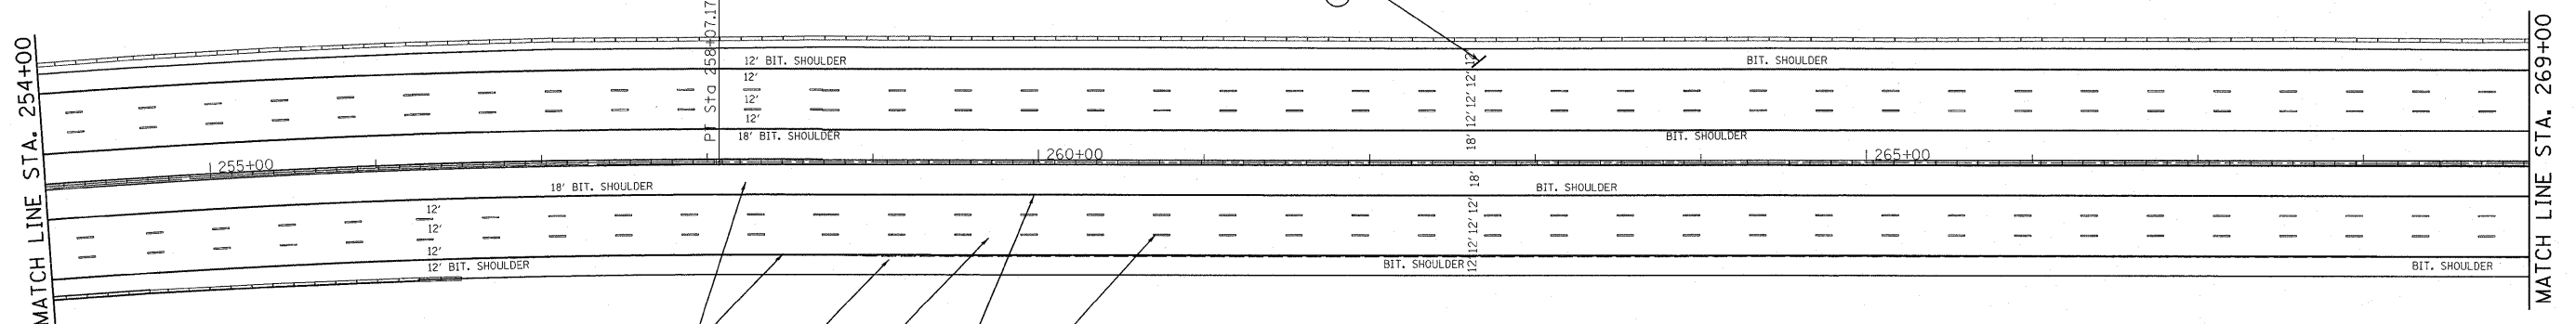 MATCH LINE STA. 254+00
PT Sta 258+07.17
MATCH LINE STA. 269+00
12' BIT. SHOULDER
BIT. SHOULDER
12'
12'
12'
12'
12'
12'
12'
18' BIT. SHOULDER
18'
BIT. SHOULDER
255+00
260+00
265+00
18' BIT. SHOULDER
18'
BIT. SHOULDER
12'
12'
12'
12'
12'
12'
12'
12' BIT. SHOULDER
BIT. SHOULDER
BIT. SHOULDER